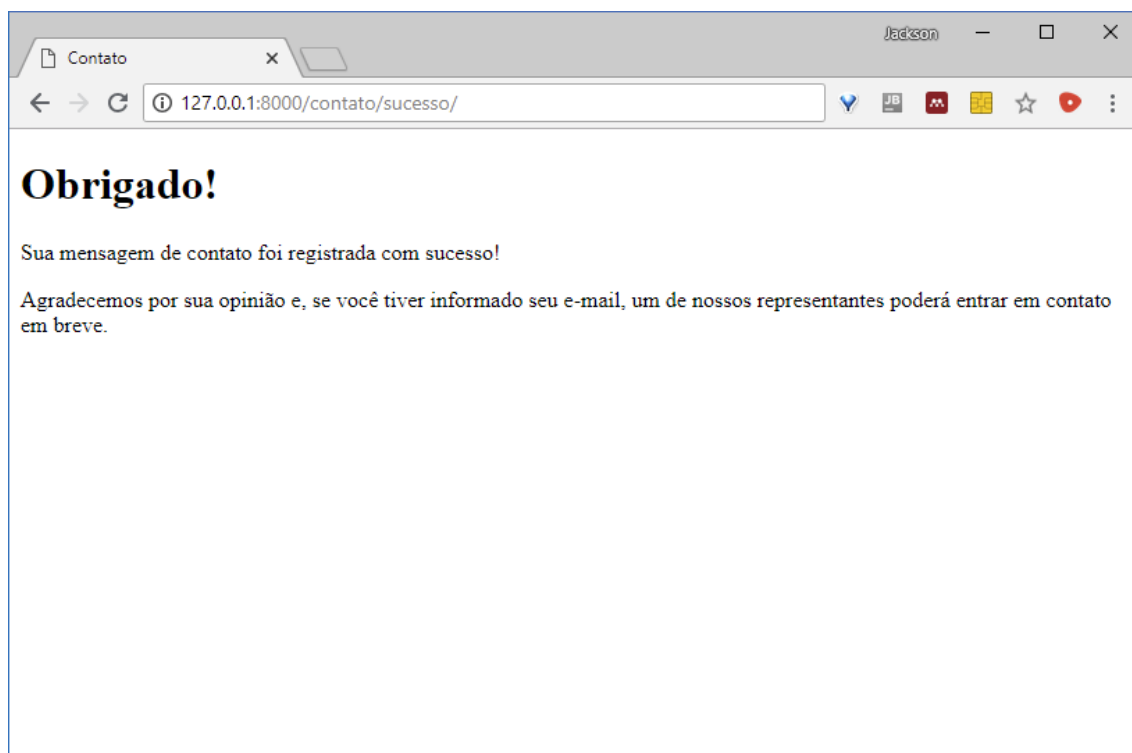 Jackson
Contato
127.0.0.1:8000/contato/sucesso/
JB
Obrigado!
Sua mensagem de contato foi registrada com sucesso!
Agradecemos por sua opinião e, se você tiver informado seu e-mail, um de nossos representantes poderá entrar em contato
em breve.